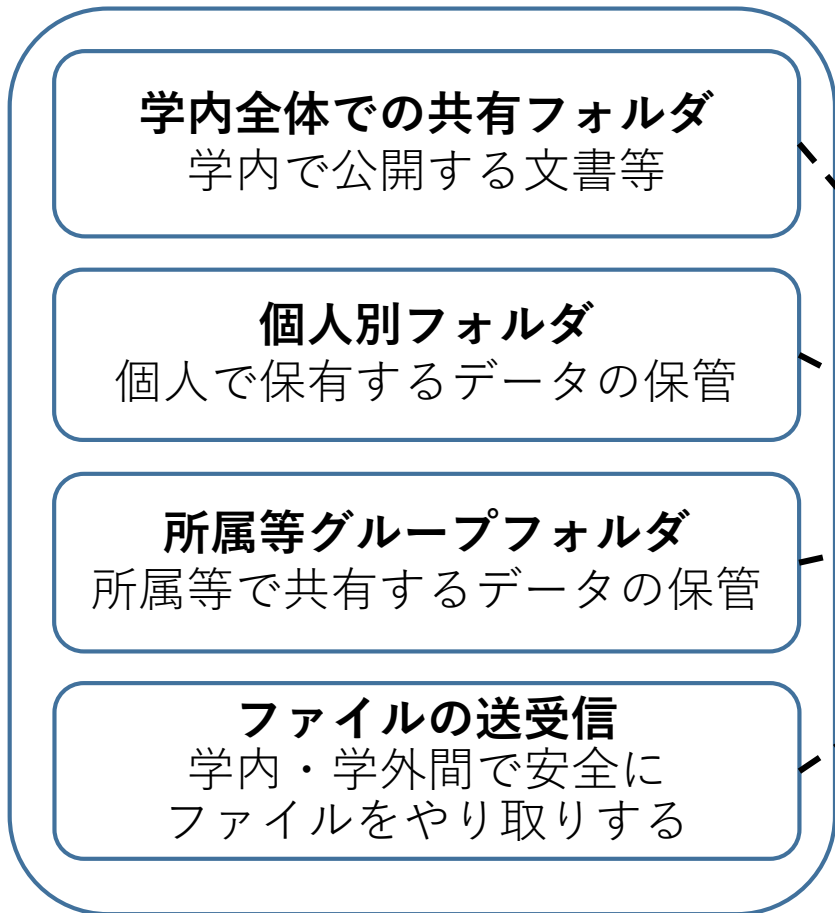 学内全体での共有フォルダ
学内で公開する文書等
個人別フォルダ
個人で保有するデータの保管
所属等グループフォルダ
所属等で共有するデータの保管
ファイルの送受信
学内・学外間で安全に
ファイルをやり取りする